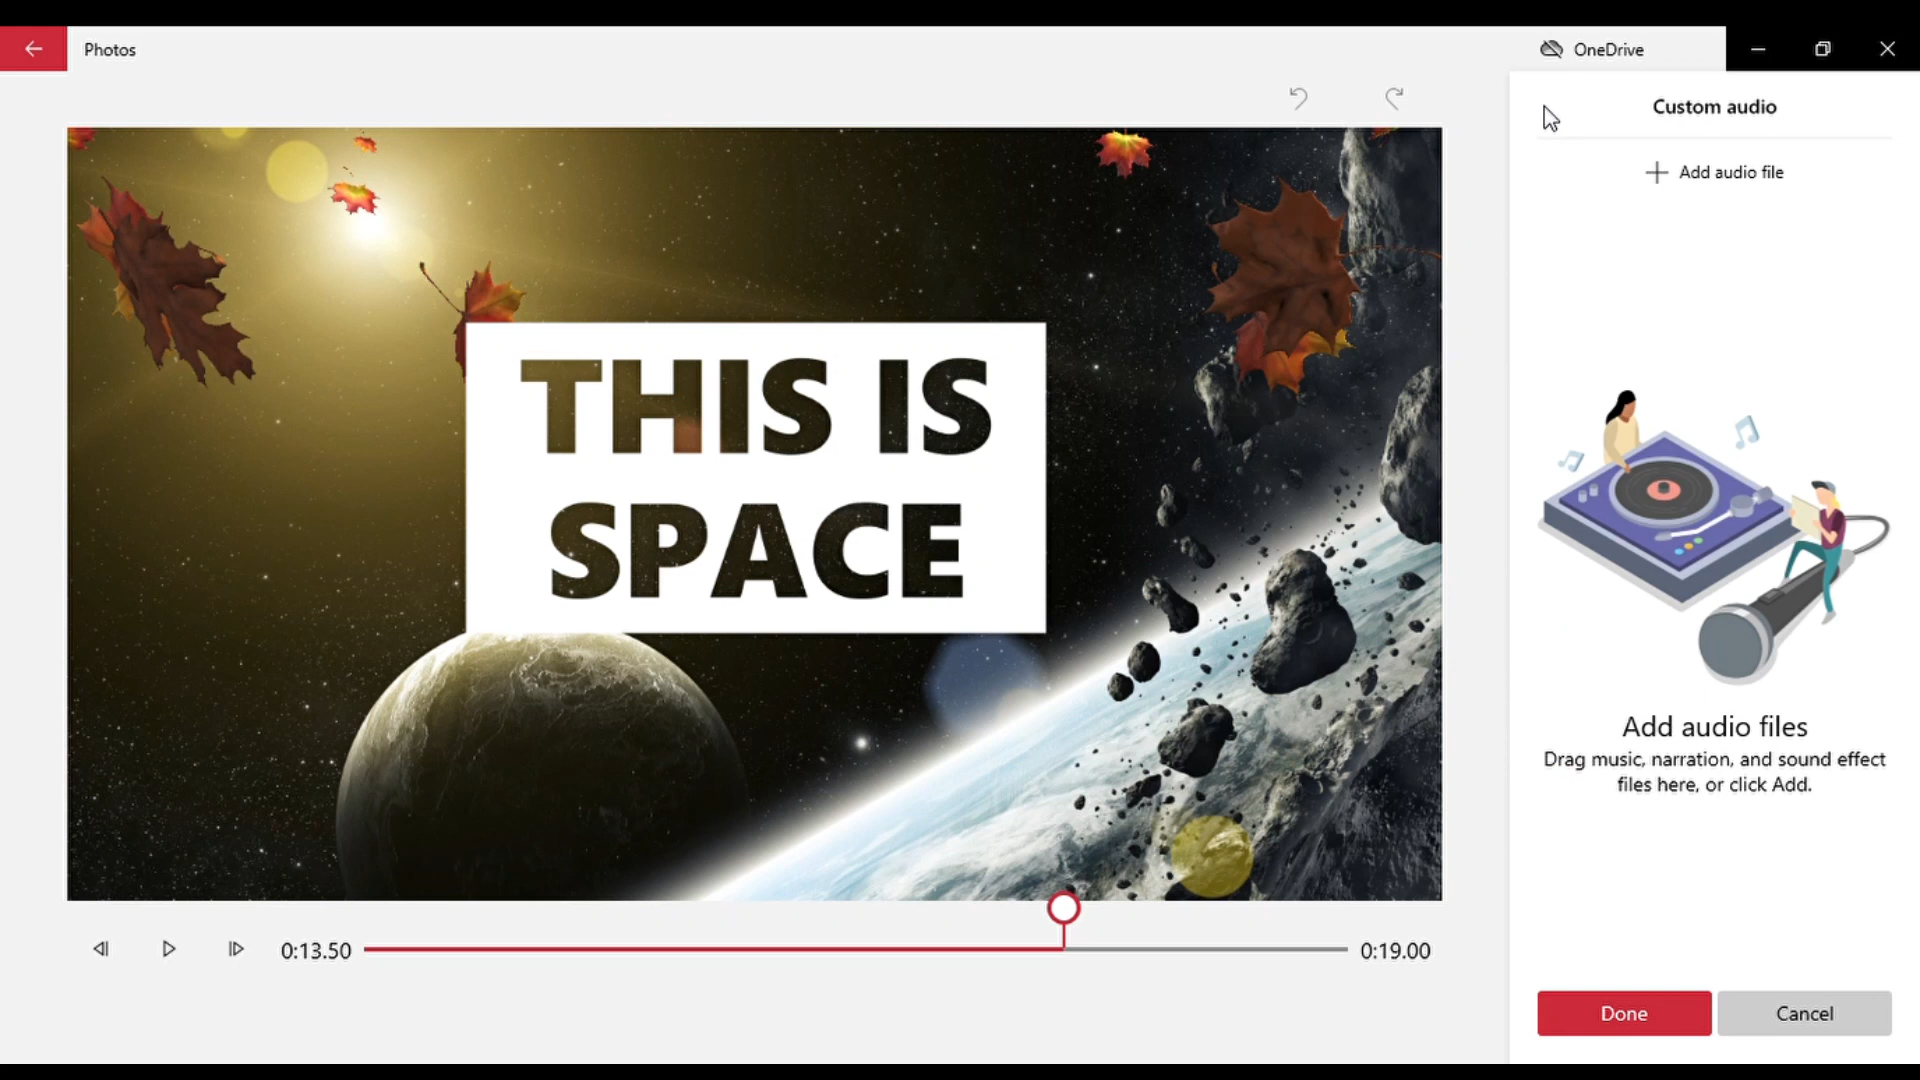 Photos
OneDrive
Custom audio
Add audio file
THIS IS
SPACE
Add audio files
Drag music, narration, and sound effect
files here, or click Add.
0:13.50
0:19.00
Done
Cancel